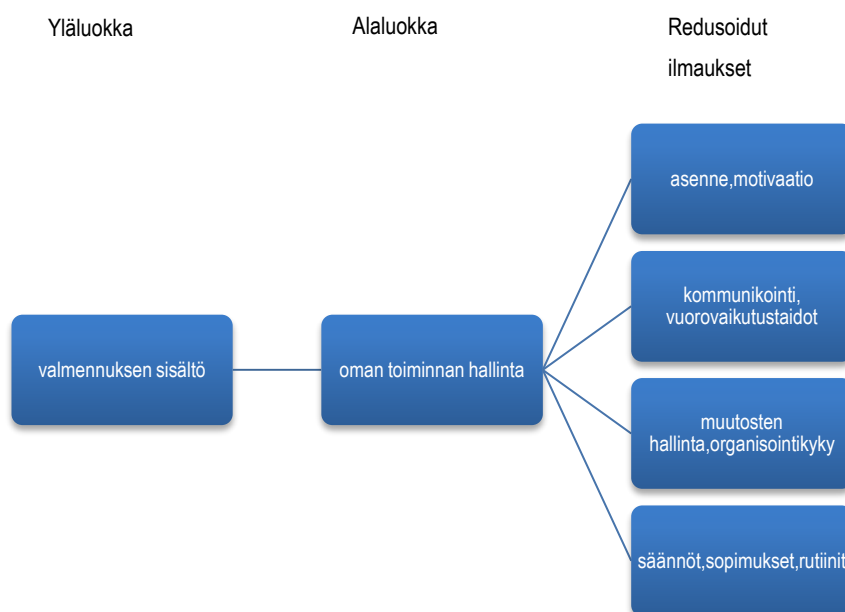 Yläluokka
Alaluokka
Redusoidut
ilmaukset
asenne,motivaatio
kommunikointi,
vuorovaikutustaidot
valmennuksen sisältö
oman toiminnan hallinta
muutosten
hallinta,organisointikyky
säännöt,sopimukset,rutiinit